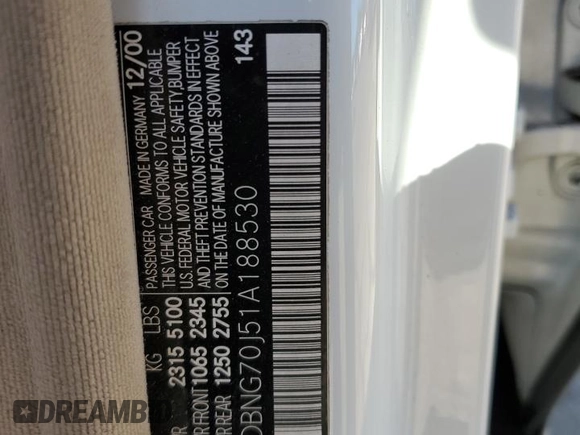 PASSENGER CAR MADE IN GERMANY 12/00
THIS VEHICLE CONFORMS TO ALL APPLICABLE
U.S. FEDERAL MOTOR VEHICLE SAFETY,BUMPER
AND THEFT PREVENTION STANDARDS IN EFFECT
ON THE DATE OF MANUFACTURE SHOWN ABOVE
143
KG LBS
2315 5100
FRONT 1065 2345
REAR 1250 2755
DBNG70J51A188530
DREAMBID.COM